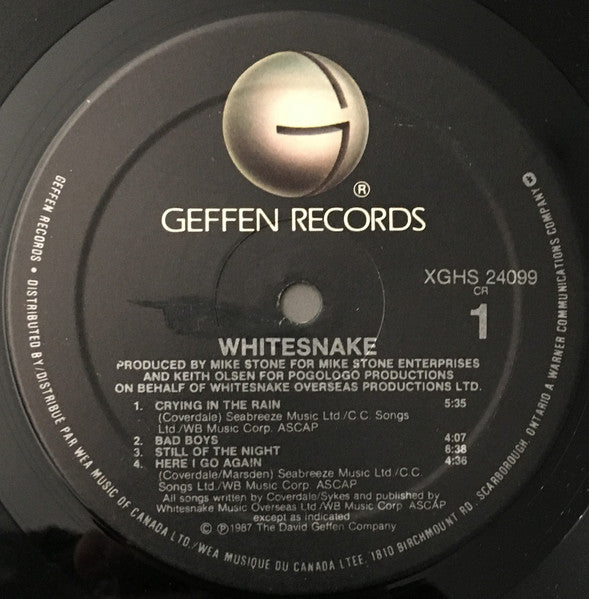 ®
GEFFEN RECORDS
XGHS 24099
CR
1
WHITESNAKE
PRODUCED BY MIKE STONE FOR MIKE STONE ENTERPRISES
AND KEITH OLSEN FOR POGOLOGO PRODUCTIONS
ON BEHALF OF WHITESNAKE OVERSEAS PRODUCTIONS LTD.
1. CRYING IN THE RAIN 5:35
(Coverdale) Seabreeze Music Ltd./C.C. Songs
Ltd/WB Music Corp. ASCAP
2. BAD BOYS 4:07
3. STILL OF THE NIGHT 6:38
4. HERE I GO AGAIN 4:36
(Coverdale/Marsden) Seabreeze Music Ltd./C.C.
Songs Ltd./WB Music Corp. ASCAP
All songs written by Coverdale/Sykes and published by
Whitesnake Music Overseas Ltd/WB Music Corp. ASCAP
except as indicated
© ℗1987 The David Geffen Company
GEFFEN RECORDS • DISTRIBUTED BY/DISTRIBUE PAR WEA MUSIC OF CANADA LTD./WEA MUSIQUE DU CANADA LTEE, 1810 BIRCHMOUNT RD. SCARBOROUGH, ONTARIO A WARNER COMMUNICATIONS COMPANY